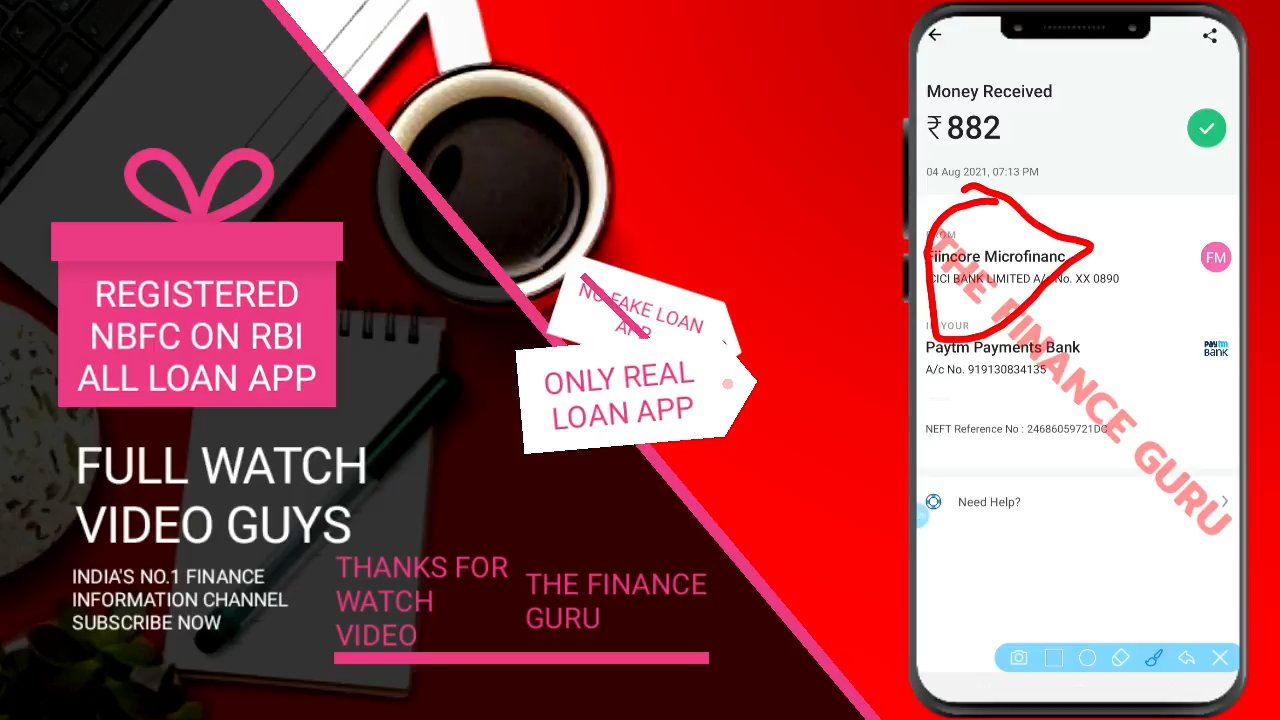 REGISTERED
NBFC ON RBI
ALL LOAN APP
FULL WATCH
VIDEO GUYS
INDIA'S NO.1 FINANCE
INFORMATION CHANNEL
SUBSCRIBE NOW
THANKS FOR
WATCH
VIDEO
THE FINANCE
GURU
NO FAKE LOAN
APP
ONLY REAL
LOAN APP
Money Received
₹882
04 Aug 2021, 07:13 PM
FROM
Fiincore Microfinanc
FM
ICICI BANK LIMITED A/c No. XX 0890
IN YOUR
Paytm Payments Bank
paytm
BANK
A/c No. 919130834135
NEFT Reference No : 24686059721DC
Need Help?
THE FINANCE GURU